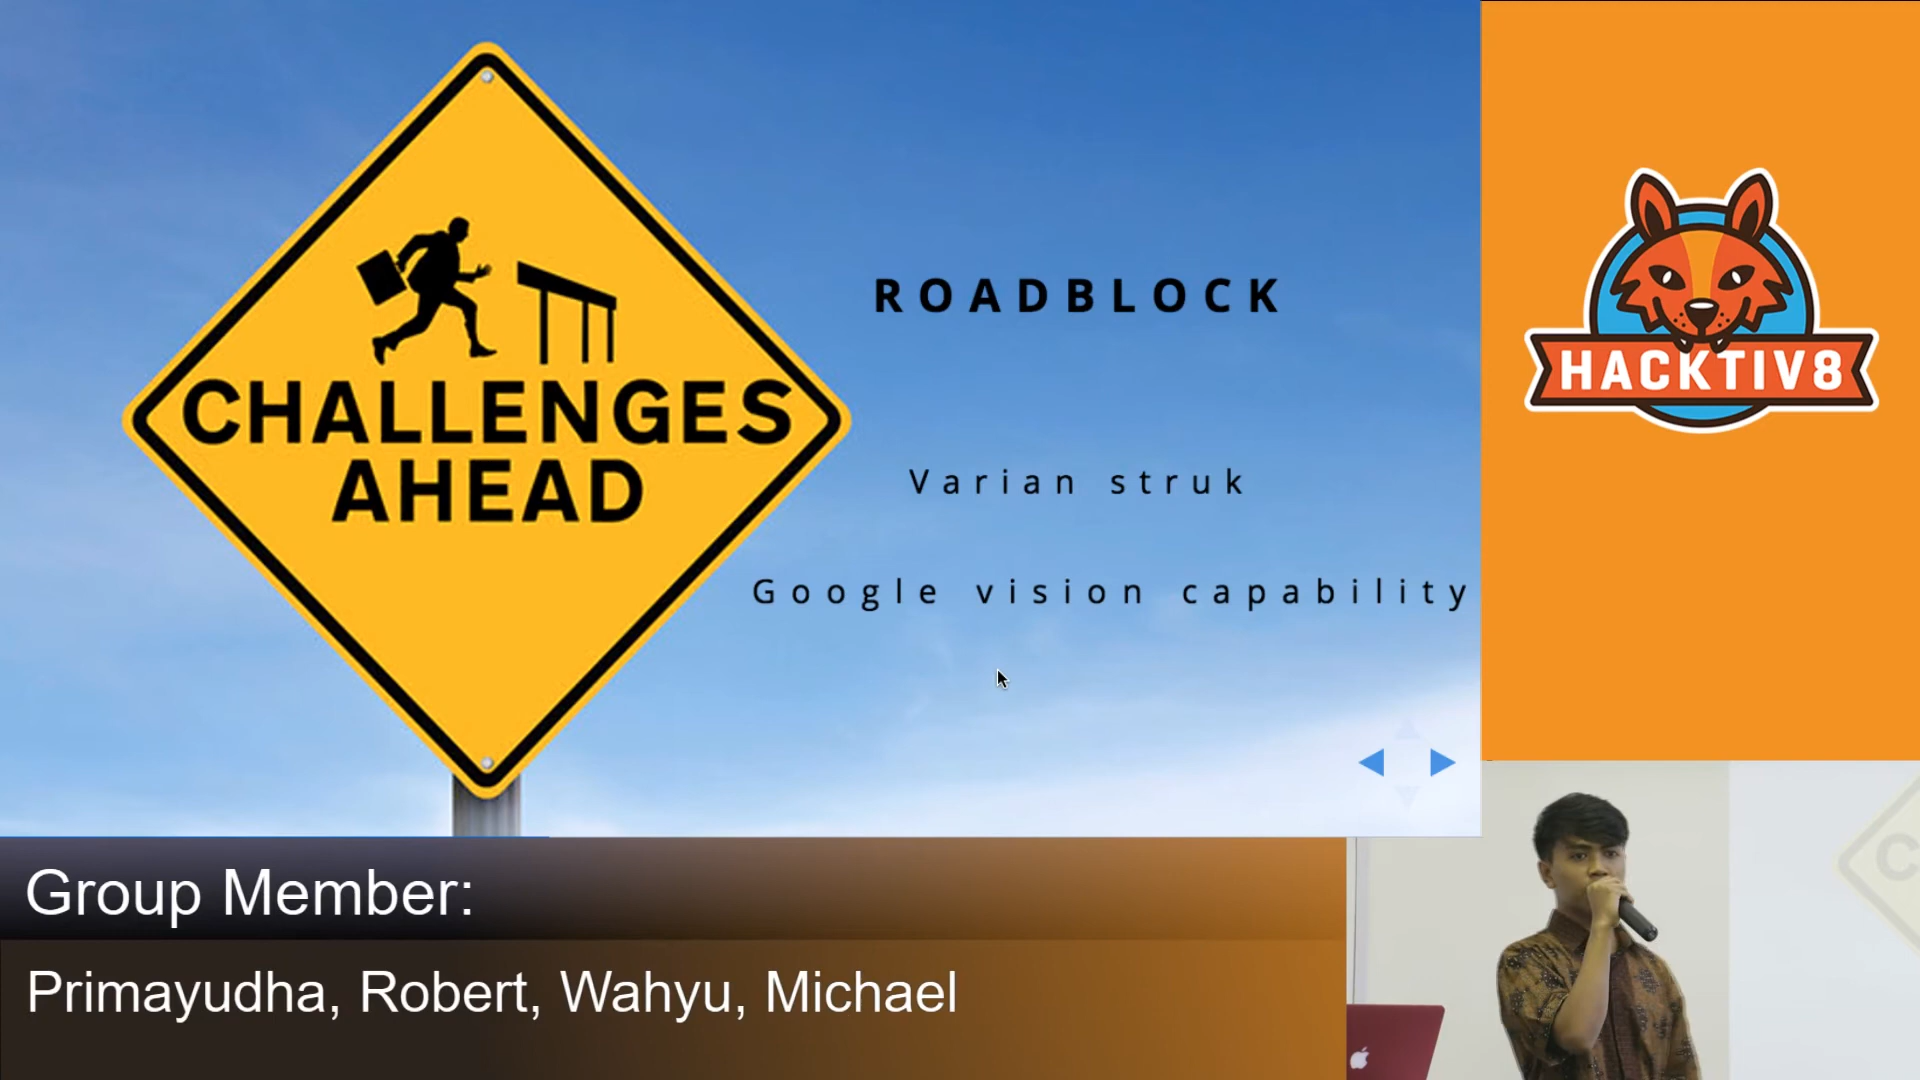 CHALLENGES
AHEAD
ROADBLOCK
Varian struk
Google vision capability
HACKTIV8
Group Member:
Primayudha, Robert, Wahyu, Michael
C